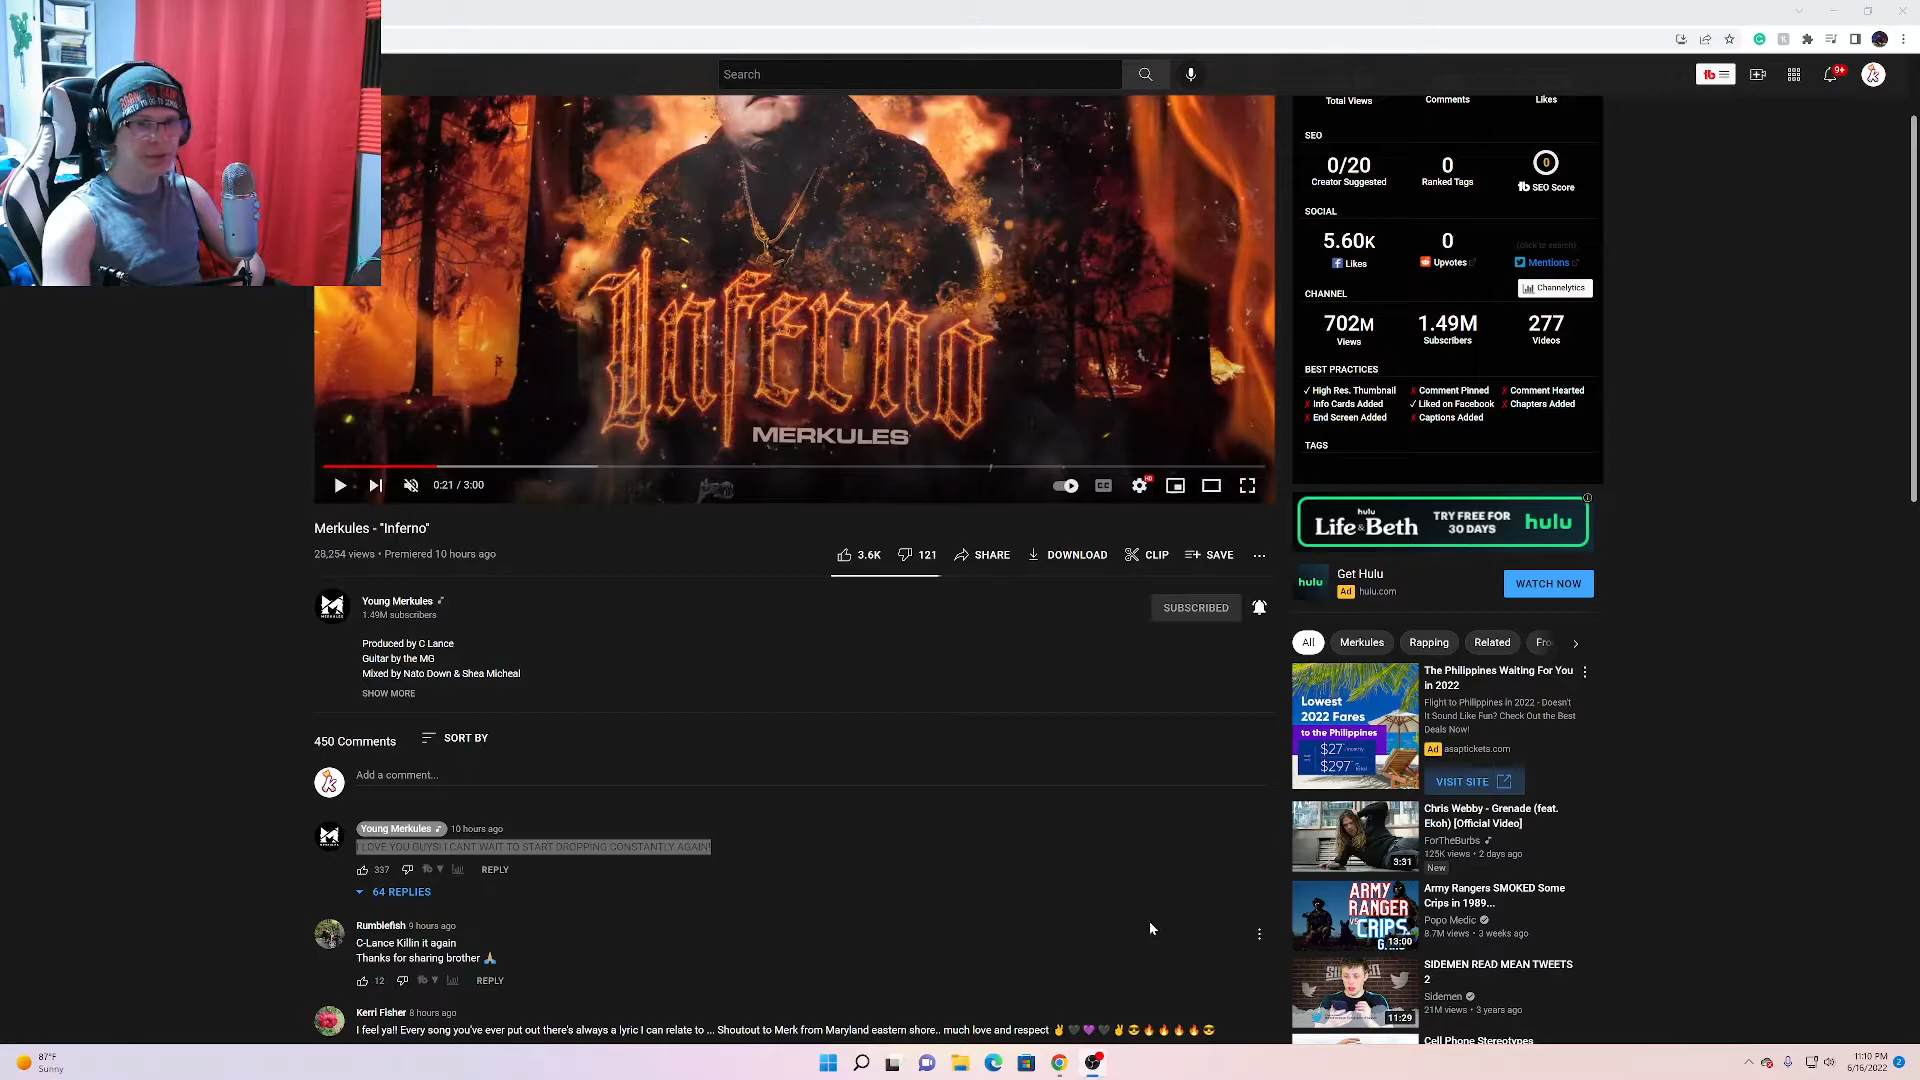 Search
9+
Total Views
Comments
Likes
SEO
0/20
Creator Suggested
0
Ranked Tags
0
SEO Score
SOCIAL
5.60K
Likes
0
Upvotes
(click to search)
Mentions
Channelytics
CHANNEL
702M
Views
1.49M
Subscribers
277
Videos
BEST PRACTICES
High Res. Thumbnail
Comment Pinned
Comment Hearted
Info Cards Added
Liked on Facebook
Chapters Added
End Screen Added
Captions Added
TAGS
Inferno
MERKULES
0:21 / 3:00
HD
Merkules - "Inferno"
28,254 views • Premiered 10 hours ago
3.6K
121
SHARE
DOWNLOAD
CLIP
SAVE
Young Merkules
1.49M subscribers
SUBSCRIBED
Produced by C Lance
Guitar by the MG
Mixed by Nato Down & Shea Micheal
SHOW MORE
450 Comments
SORT BY
Add a comment...
Young Merkules 10 hours ago
I LOVE YOU GUYS! I CANT WAIT TO START DROPPING CONSTANTLY AGAIN!
337
REPLY
64 REPLIES
Rumblefish 9 hours ago
C-Lance Killin it again
Thanks for sharing brother 🙏🏼
12
REPLY
Kerri Fisher 8 hours ago
I feel ya!! Every song you've ever put out there's always a lyric I can relate to ... Shoutout to Merk from Maryland eastern shore.. much love and respect ✌️🖤💜🖤✌️😎🔥🔥🔥🔥😎
hulu
Life & Beth
TRY FREE FOR
30 DAYS
hulu
hulu
Get Hulu
Ad hulu.com
WATCH NOW
All
Merkules
Rapping
Related
Fro
Lowest
2022 Fares
to the Philippines
$27 /monthly
$297
The Philippines Waiting For You
in 2022
Flight to Philippines in 2022 - Doesn't
It Sound Like Fun? Check Out the Best
Deals Now!
Ad asaptickets.com
VISIT SITE
3:31
Chris Webby - Grenade (feat.
Ekoh) [Official Video]
ForTheBurbs
125K views • 2 days ago
New
ARMY
RANGER
VS
CRIPS
13:00
Army Rangers SMOKED Some
Crips in 1989...
Popo Medic
8.7M views • 3 weeks ago
11:29
SIDEMEN READ MEAN TWEETS
2
Sidemen
21M views • 3 years ago
Cell Phone Stereotypes
87°F
Sunny
11:10 PM
6/16/2022
2